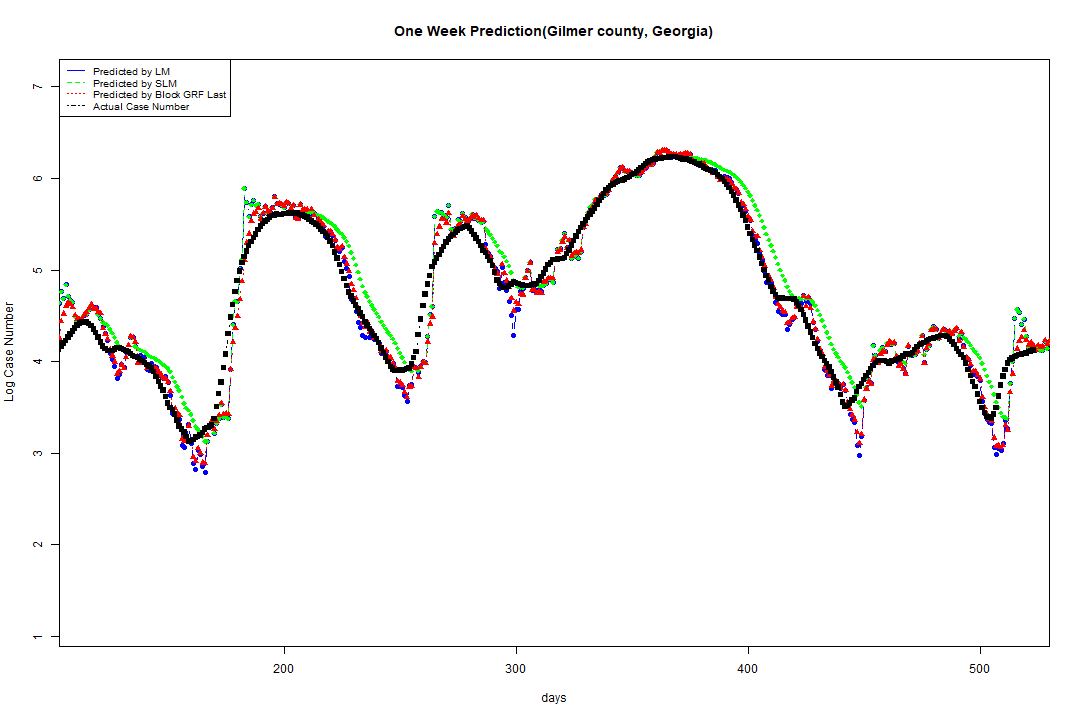 One Week Prediction(Gilmer county, Georgia)
Predicted by LM
Predicted by SLM
Predicted by Block GRF Last
Actual Case Number
7
6
5
4
3
2
1
Log Case Number
200 300 400 500
days